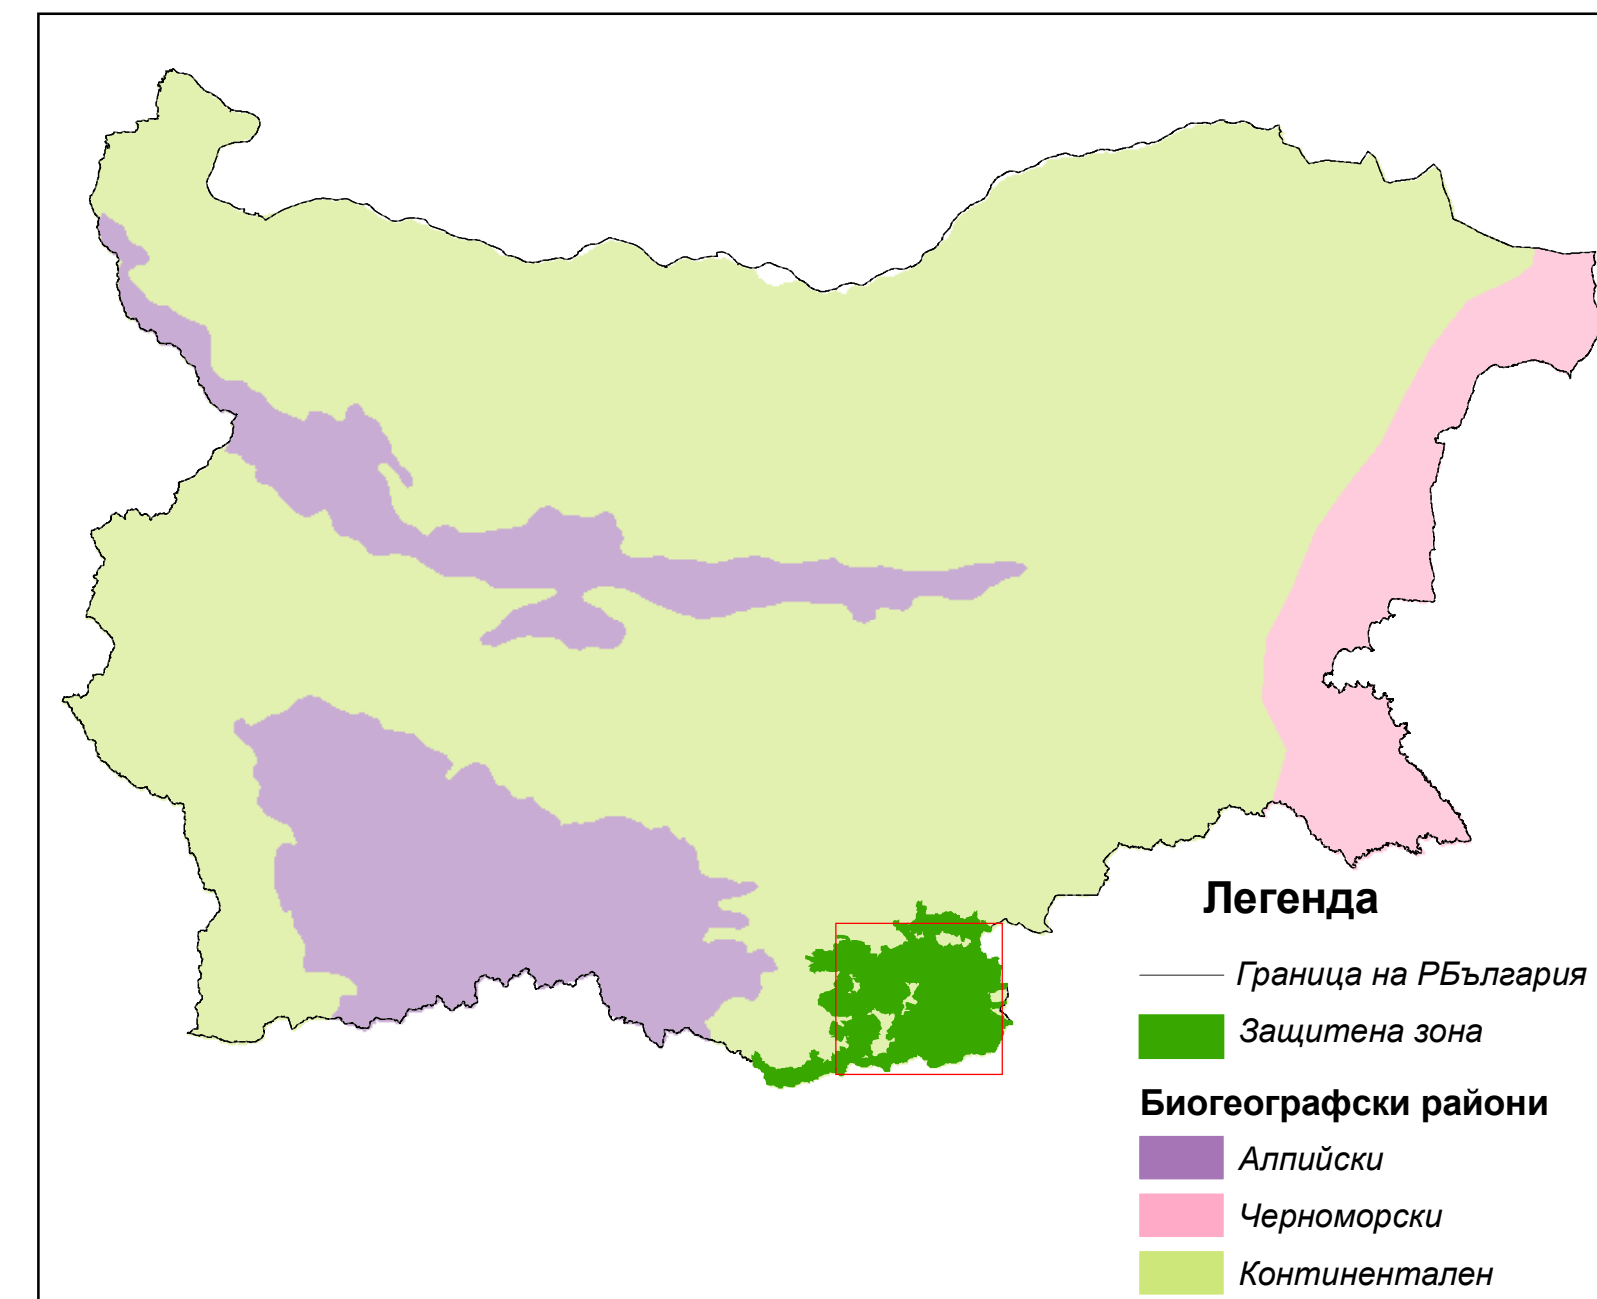 Легенда
Граница на РБългария
Защитена зона
Биогеографски райони
Алпийски
Черноморски
Континентален